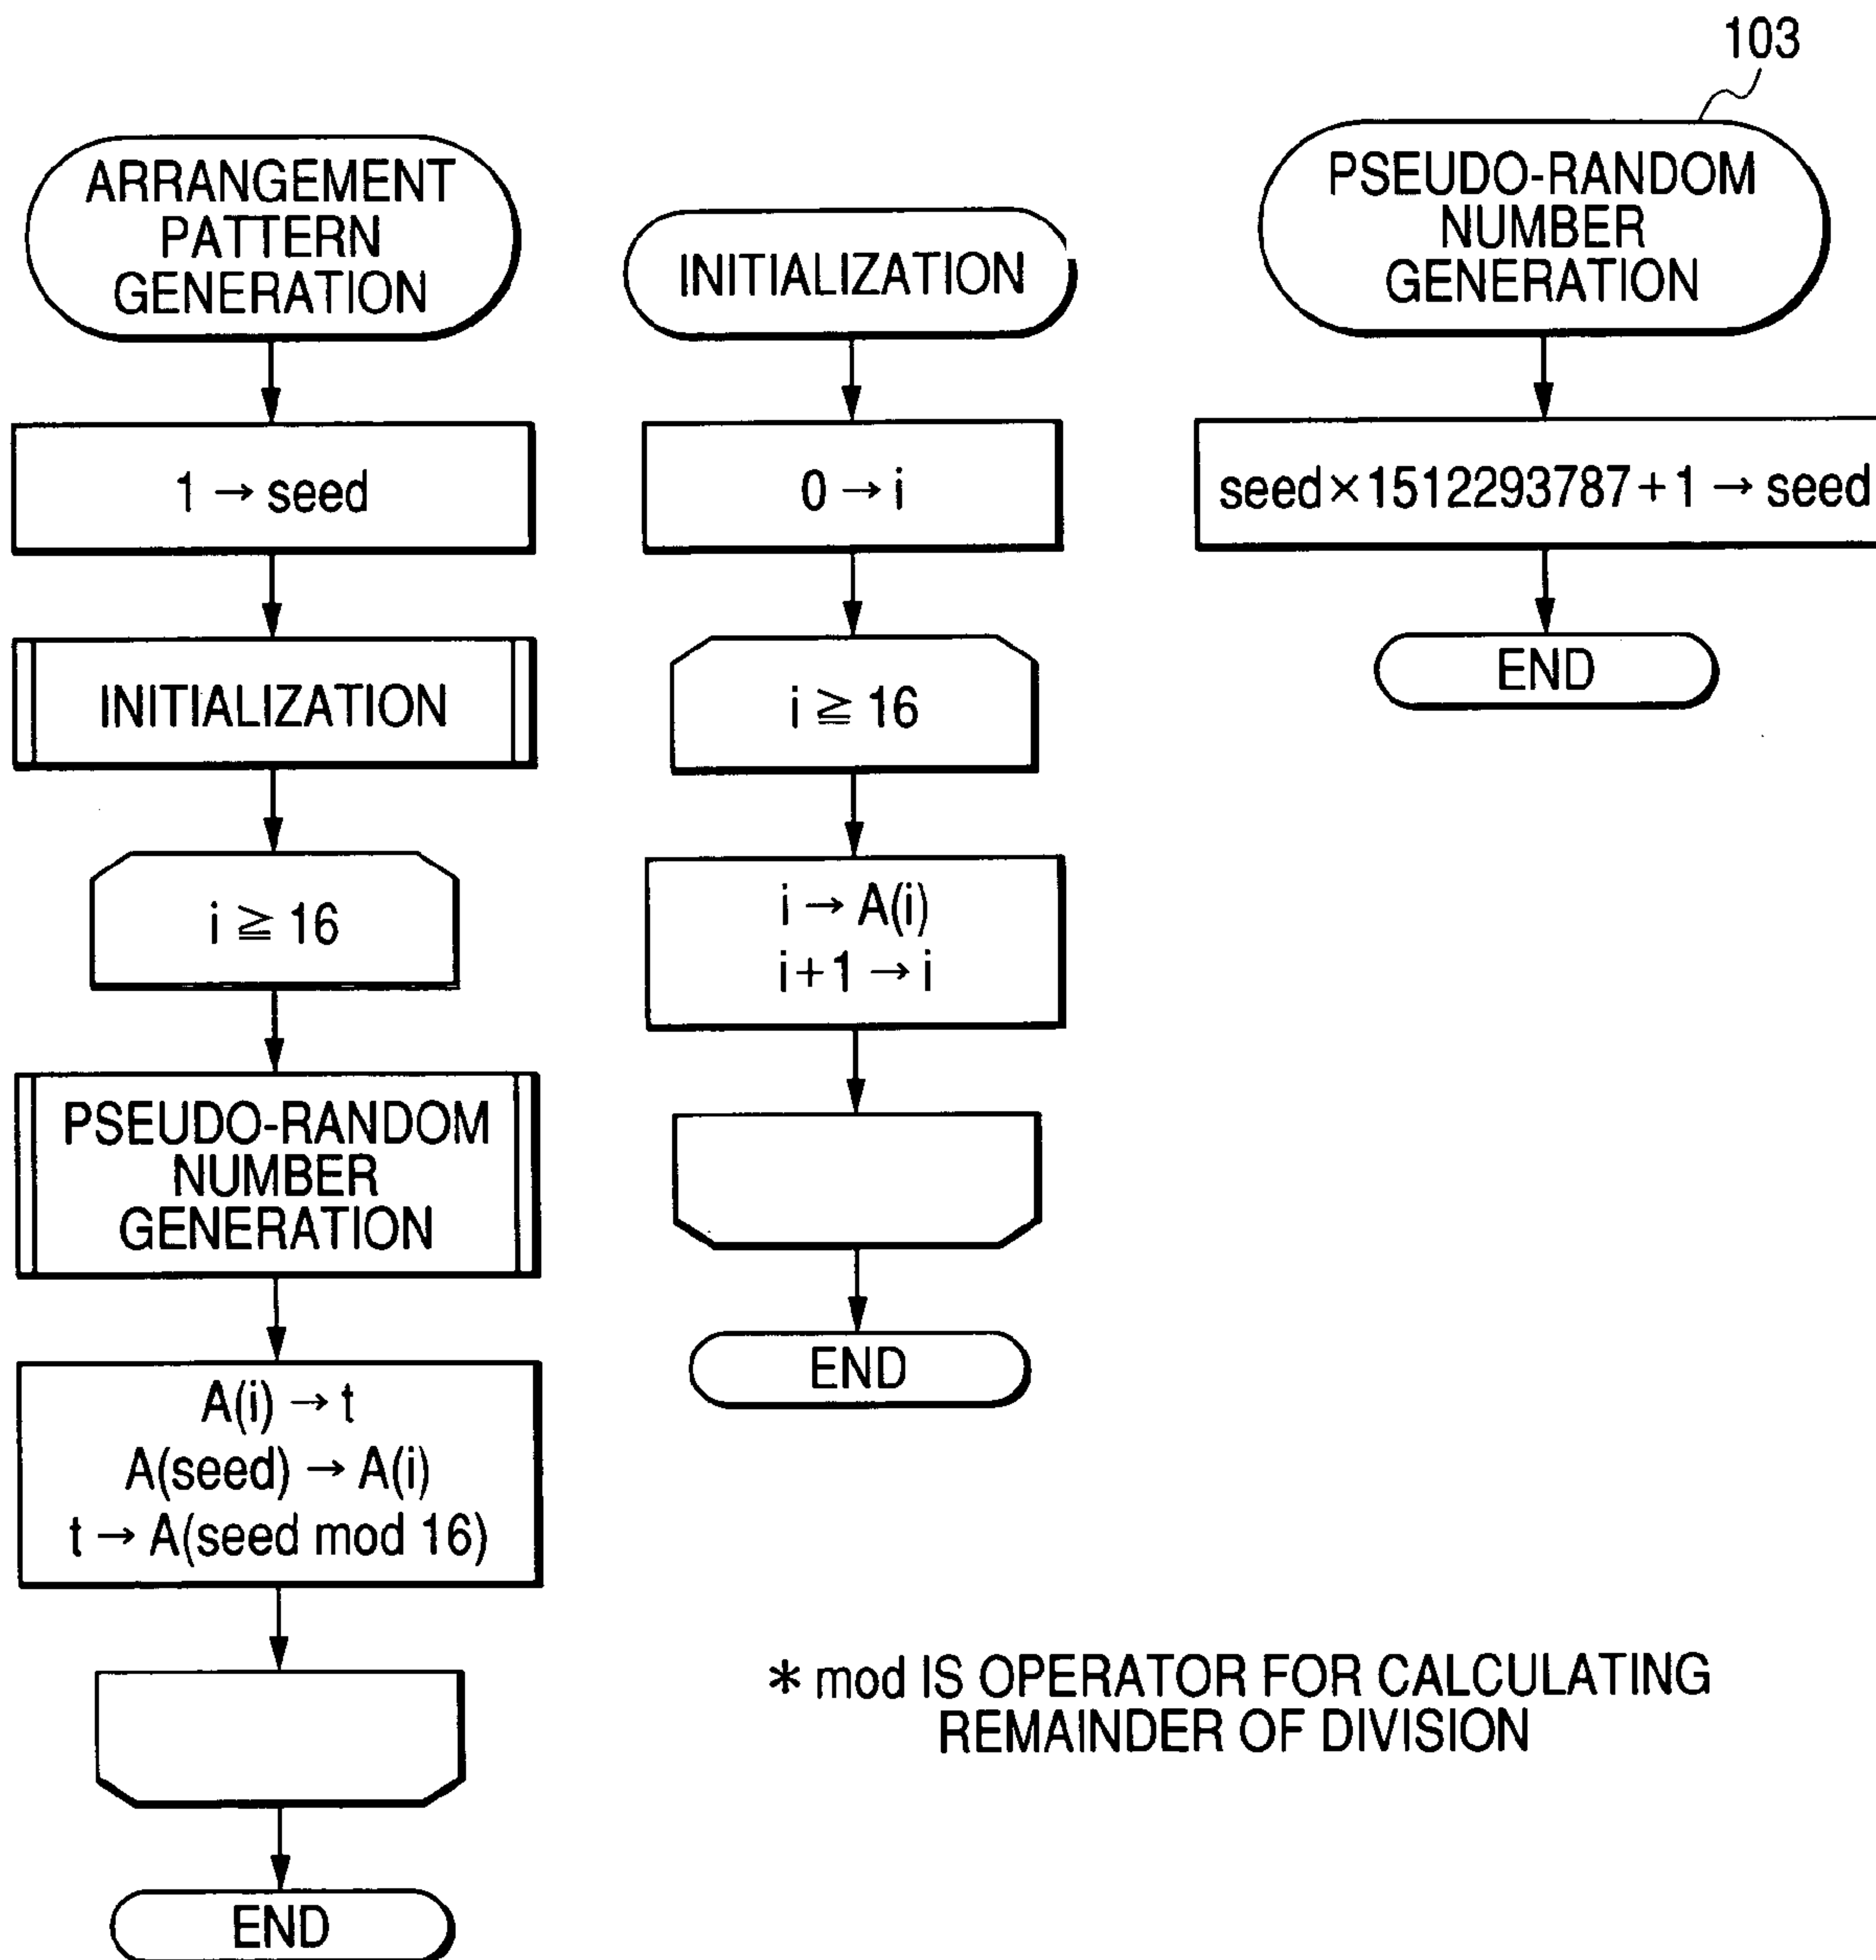 103
ARRANGEMENT
PATTERN
GENERATION
1 → seed
INITIALIZATION
i ≧ 16
PSEUDO-RANDOM
NUMBER
GENERATION
A(i) → t
A(seed) → A(i)
t → A(seed mod 16)
END
INITIALIZATION
0 → i
i ≧ 16
i → A(i)
i+1 → i
END
PSEUDO-RANDOM
NUMBER
GENERATION
seed×1512293787+1 → seed
END
* mod IS OPERATOR FOR CALCULATING
REMAINDER OF DIVISION